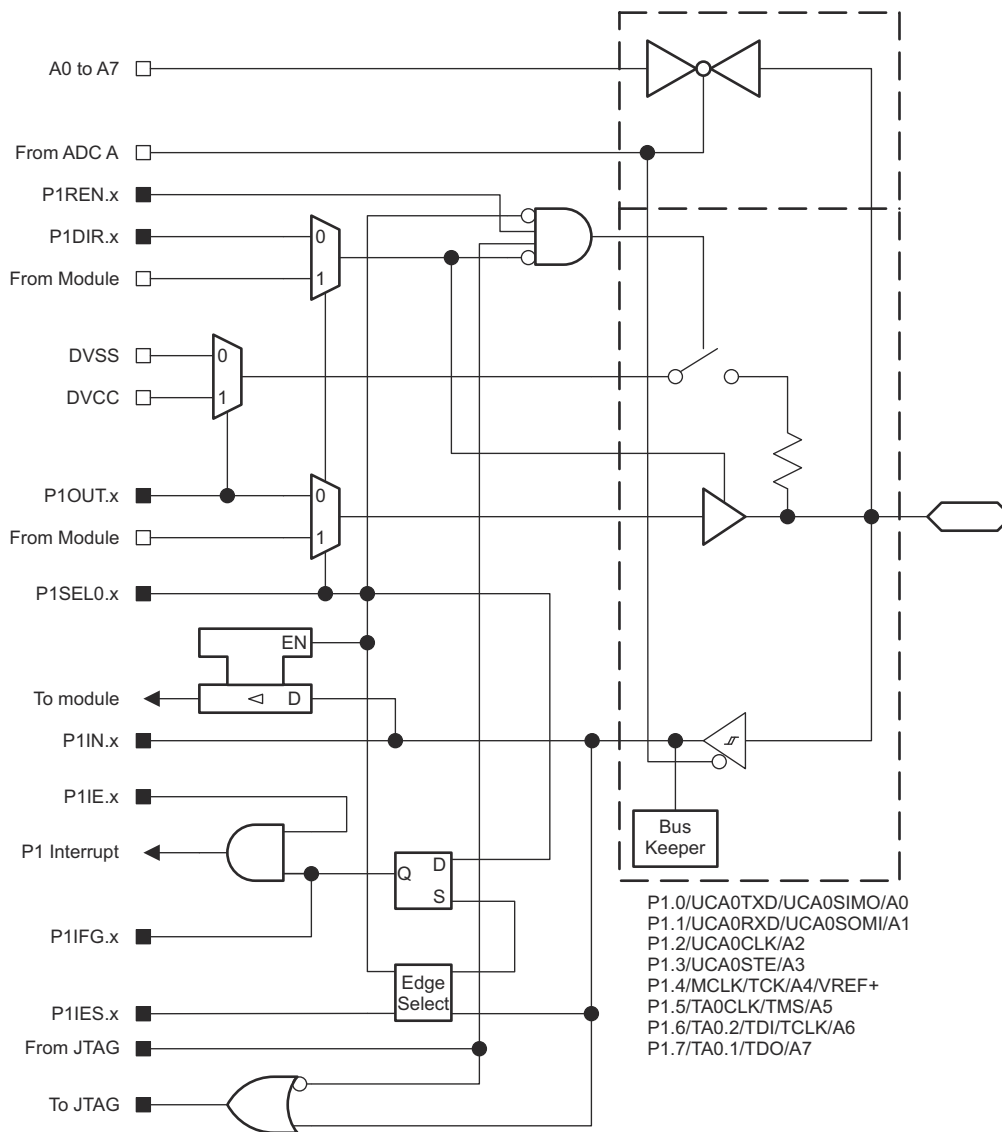 A0 to A7
From ADC A
P1REN.x
P1DIR.x
0
From Module
1
DVSS
0
DVCC
1
P1OUT.x
0
From Module
1
P1SEL0.x
EN
To module
D
P1IN.x
P1IE.x
Bus
Keeper
P1 Interrupt
D
Q
S
P1IFG.x
Edge
Select
P1IES.x
From JTAG
To JTAG
P1.0/UCA0TXD/UCA0SIMO/A0
P1.1/UCA0RXD/UCA0SOMI/A1
P1.2/UCA0CLK/A2
P1.3/UCA0STE/A3
P1.4/MCLK/TCK/A4/VREF+
P1.5/TA0CLK/TMS/A5
P1.6/TA0.2/TDI/TCLK/A6
P1.7/TA0.1/TDO/A7